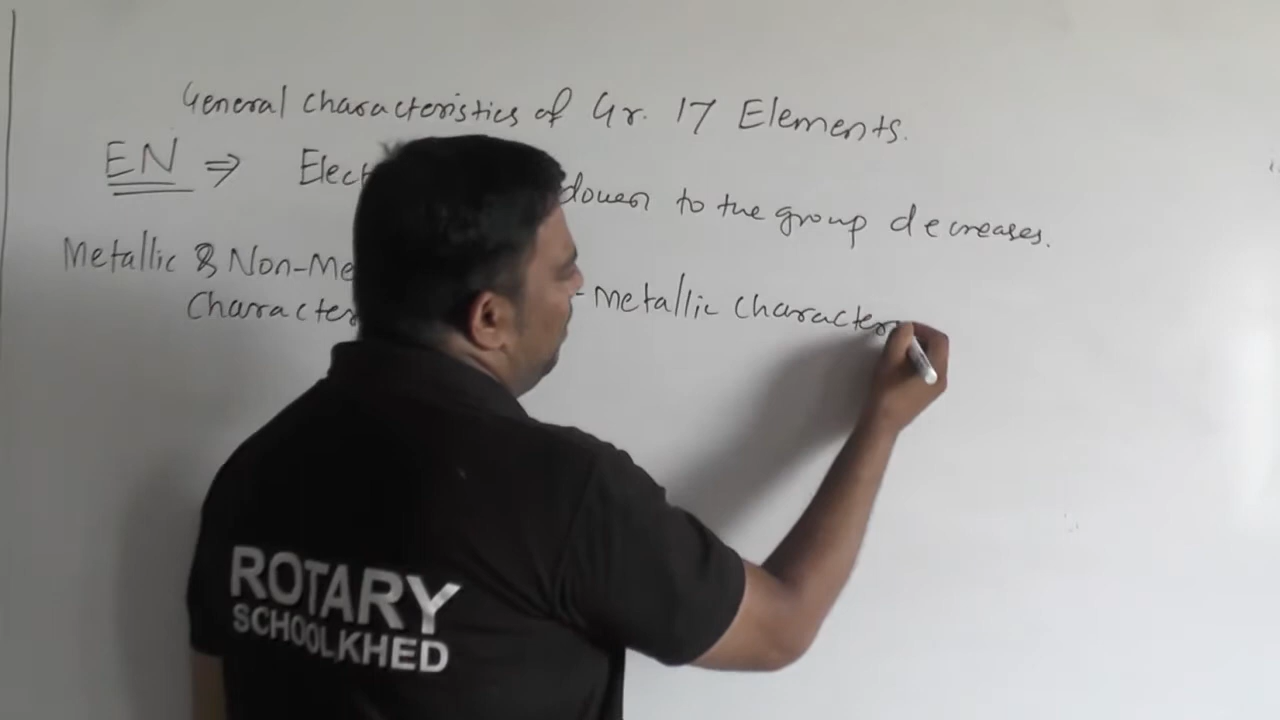 General Characteristics of Gr. 17 Elements.
EN ⇒ Elect down to the group decreases.
Metallic & Non-Me
Character -Metallic Character
ROTARY
SCHOOL KHED